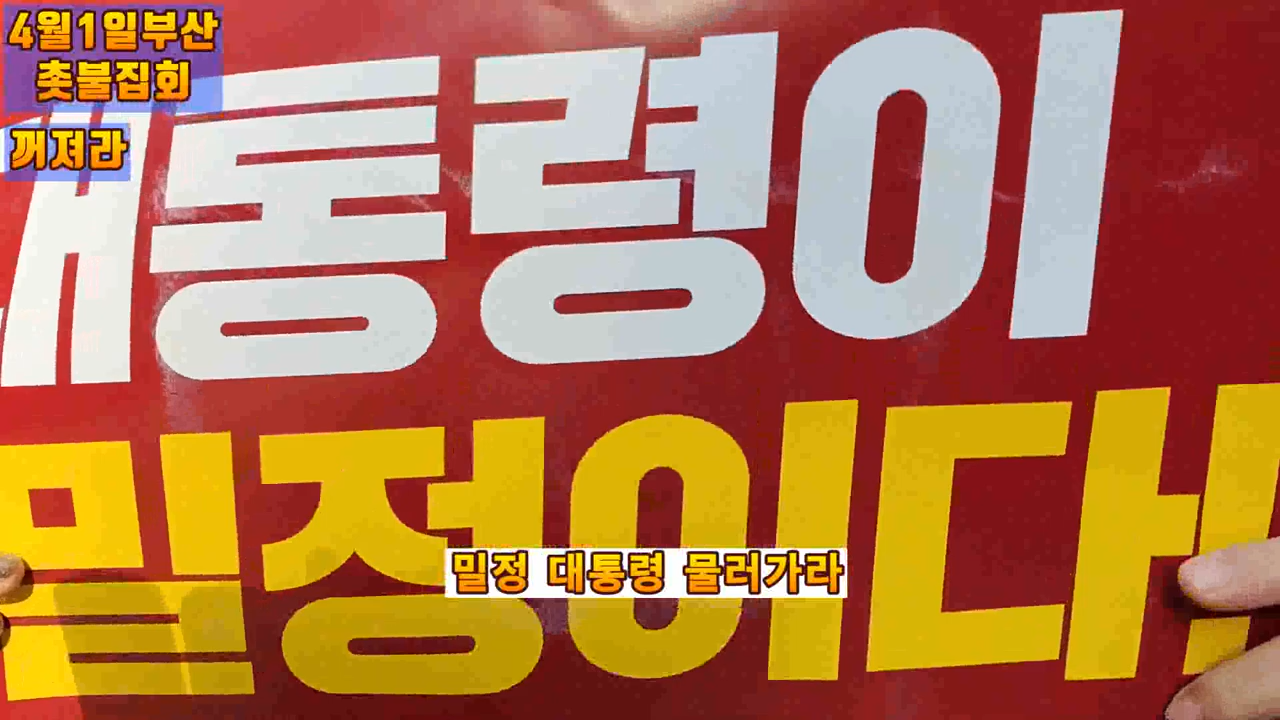 4월1일부산
촛불집회
꺼져라
대통령이
밀정이다!!
밀정 대통령 물러가라